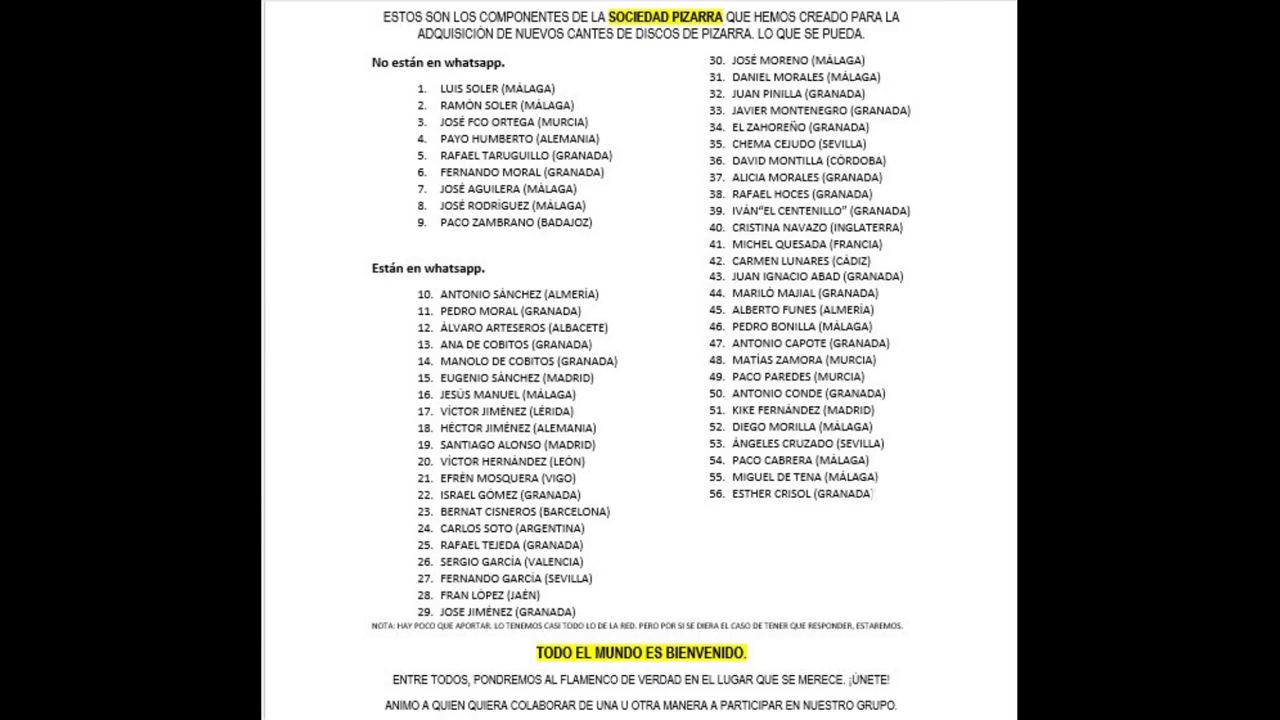 ESTOS SON LOS COMPONENTES DE LA SOCIEDAD PIZARRA QUE HEMOS CREADO PARA LA
ADQUISICIÓN DE NUEVOS CANTES DE DISCOS DE PIZARRA. LO QUE SE PUEDA.
No están en whatsapp.
1. LUIS SOLER (MÁLAGA)
2. RAMÓN SOLER (MÁLAGA)
3. JOSÉ FCO ORTEGA (MURCIA)
4. PAYO HUMBERTO (ALEMANIA)
5. RAFAEL TARUGUILLO (GRANADA)
6. FERNANDO MORAL (GRANADA)
7. JOSÉ AGUILERA (MÁLAGA)
8. JOSÉ RODRÍGUEZ (MÁLAGA)
9. PACO ZAMBRANO (BADAJOZ)
Están en whatsapp.
10. ANTONIO SÁNCHEZ (ALMERÍA)
11. PEDRO MORAL (GRANADA)
12. ÁLVARO ARTESEROS (ALBACETE)
13. ANA DE COBITOS (GRANADA)
14. MANOLO DE COBITOS (GRANADA)
15. EUGENIO SÁNCHEZ (MADRID)
16. JESÚS MANUEL (MÁLAGA)
17. VÍCTOR JIMÉNEZ (LÉRIDA)
18. HÉCTOR JIMÉNEZ (ALEMANIA)
19. SANTIAGO ALONSO (MADRID)
20. VÍCTOR HERNÁNDEZ (LEÓN)
21. EFRÉN MOSQUERA (VIGO)
22. ISRAEL GÓMEZ (GRANADA)
23. BERNAT CISNEROS (BARCELONA)
24. CARLOS SOTO (ARGENTINA)
25. RAFAEL TEJEDA (GRANADA)
26. SERGIO GARCÍA (VALENCIA)
27. FERNANDO GARCÍA (SEVILLA)
28. FRAN LÓPEZ (JAÉN)
29. JOSE JIMÉNEZ (GRANADA)
30. JOSÉ MORENO (MÁLAGA)
31. DANIEL MORALES (MÁLAGA)
32. JUAN PINILLA (GRANADA)
33. JAVIER MONTENEGRO (GRANADA)
34. EL ZAHOREÑO (GRANADA)
35. CHEMA CEJUDO (SEVILLA)
36. DAVID MONTILLA (CÓRDOBA)
37. ALICIA MORALES (GRANADA)
38. RAFAEL HOCES (GRANADA)
39. IVÁN"EL CENTENILLO" (GRANADA)
40. CRISTINA NAVAZO (INGLATERRA)
41. MICHEL QUESADA (FRANCIA)
42. CARMEN LUNARES (CÁDIZ)
43. JUAN IGNACIO ABAD (GRANADA)
44. MARILÓ MAJIAL (GRANADA)
45. ALBERTO FUNES (ALMERÍA)
46. PEDRO BONILLA (MÁLAGA)
47. ANTONIO CAPOTE (GRANADA)
48. MATÍAS ZAMORA (MURCIA)
49. PACO PAREDES (MURCIA)
50. ANTONIO CONDE (GRANADA)
51. KIKE FERNÁNDEZ (MADRID)
52. DIEGO MORILLA (MÁLAGA)
53. ÁNGELES CRUZADO (SEVILLA)
54. PACO CABRERA (MÁLAGA)
55. MIGUEL DE TENA (MÁLAGA)
56. ESTHER CRISOL (GRANADA)
NOTA: HAY POCO QUE APORTAR. LO TENEMOS CASI TODO LO DE LA RED. PERO POR SI SE DIERA EL CASO DE TENER QUE RESPONDER, ESTAREMOS.
TODO EL MUNDO ES BIENVENIDO.
ENTRE TODOS, PONDREMOS AL FLAMENCO DE VERDAD EN EL LUGAR QUE SE MERECE. ¡ÚNETE!
ANIMO A QUIEN QUIERA COLABORAR DE UNA U OTRA MANERA A PARTICIPAR EN NUESTRO GRUPO.